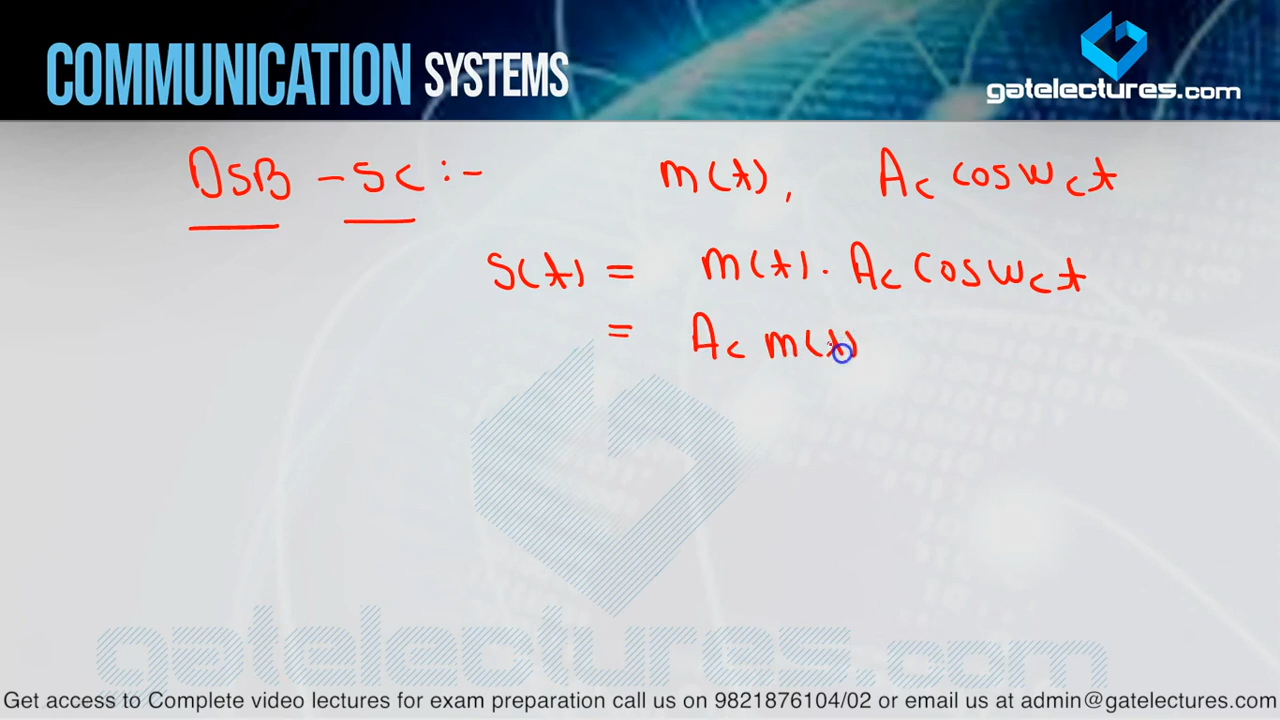 COMMUNICATION SYSTEMS
gatelectures.com
DSB - SC :- m(t), Ac cos wct
s(t) = m(t) . Ac cos wct
= Ac m(t)
gatelectures.com
Get access to Complete video lectures for exam preparation call us on 9821876104/02 or email us at admin@gatelectures.com